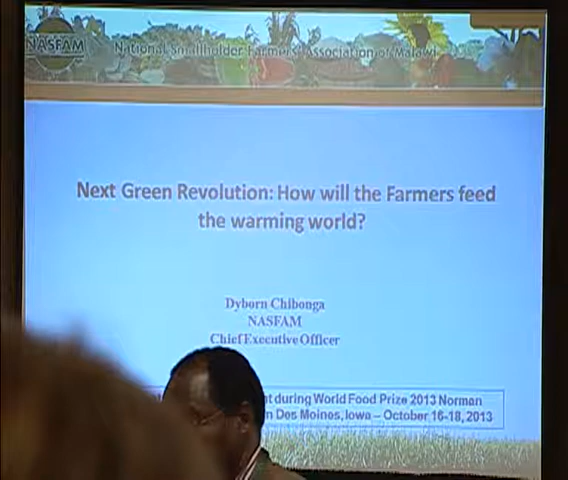 NASFAM
National Smallholder Farmers' Association of Malawi
Next Green Revolution: How will the Farmers feed
the warming world?
Dyborn Chibonga
NASFAM
Chief Executive Officer
during World Food Prize 2013 Norman
Des Moines, Iowa – October 16-18, 2013